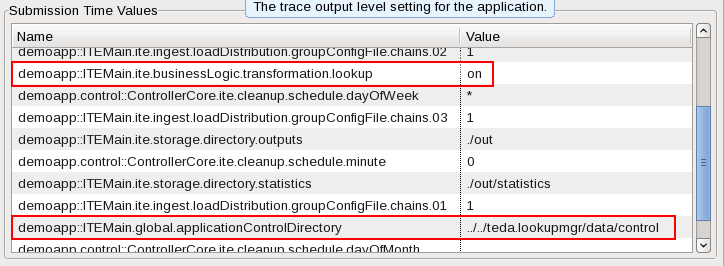 Submission Time Values
The trace output level setting for the application.
Name Value
demoapp::ITEMain.ite.ingest.loadDistribution.groupConfigFile.chains.02 1
demoapp::ITEMain.ite.businessLogic.transformation.lookup on
demoapp.control::ControllerCore.ite.cleanup.schedule.dayOfWeek *
demoapp::ITEMain.ite.ingest.loadDistribution.groupConfigFile.chains.03 1
demoapp::ITEMain.ite.storage.directory.outputs ./out
demoapp.control::ControllerCore.ite.cleanup.schedule.minute 0
demoapp::ITEMain.ite.storage.directory.statistics ./out/statistics
demoapp::ITEMain.ite.ingest.loadDistribution.groupConfigFile.chains.01 1
demoapp::ITEMain.global.applicationControlDirectory ../../teda.lookupmgr/data/control
demoapp.control::ControllerCore.ite.cleanup.schedule.dayOfMonth